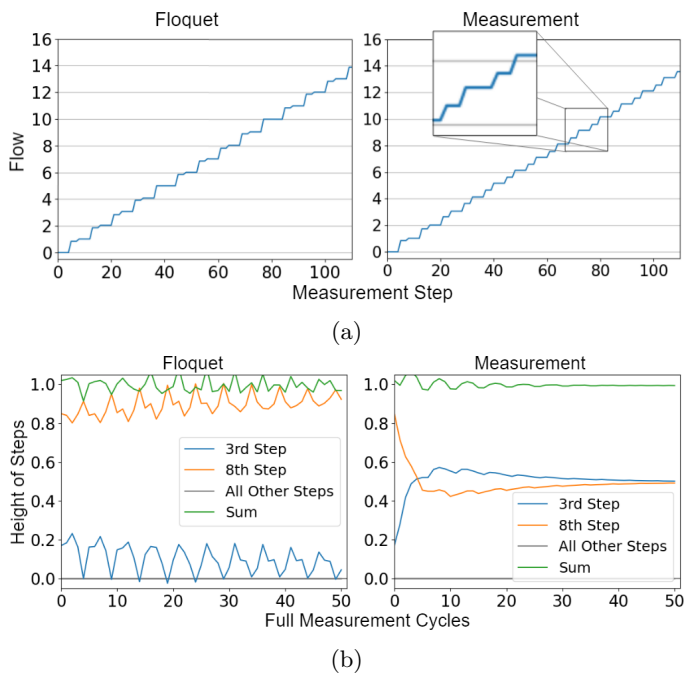 Floquet
Measurement
16
14
12
10
8
6
4
2
0
16
14
12
10
8
6
4
2
0
Flow
0 20 40 60 80 100
0 20 40 60 80 100
Measurement Step
(a)
Floquet
Measurement
1.0
0.8
0.6
0.4
0.2
0.0
1.0
0.8
0.6
0.4
0.2
0.0
Height of Steps
3rd Step
8th Step
All Other Steps
Sum
3rd Step
8th Step
All Other Steps
Sum
0 10 20 30 40 50
0 10 20 30 40 50
Full Measurement Cycles
(b)